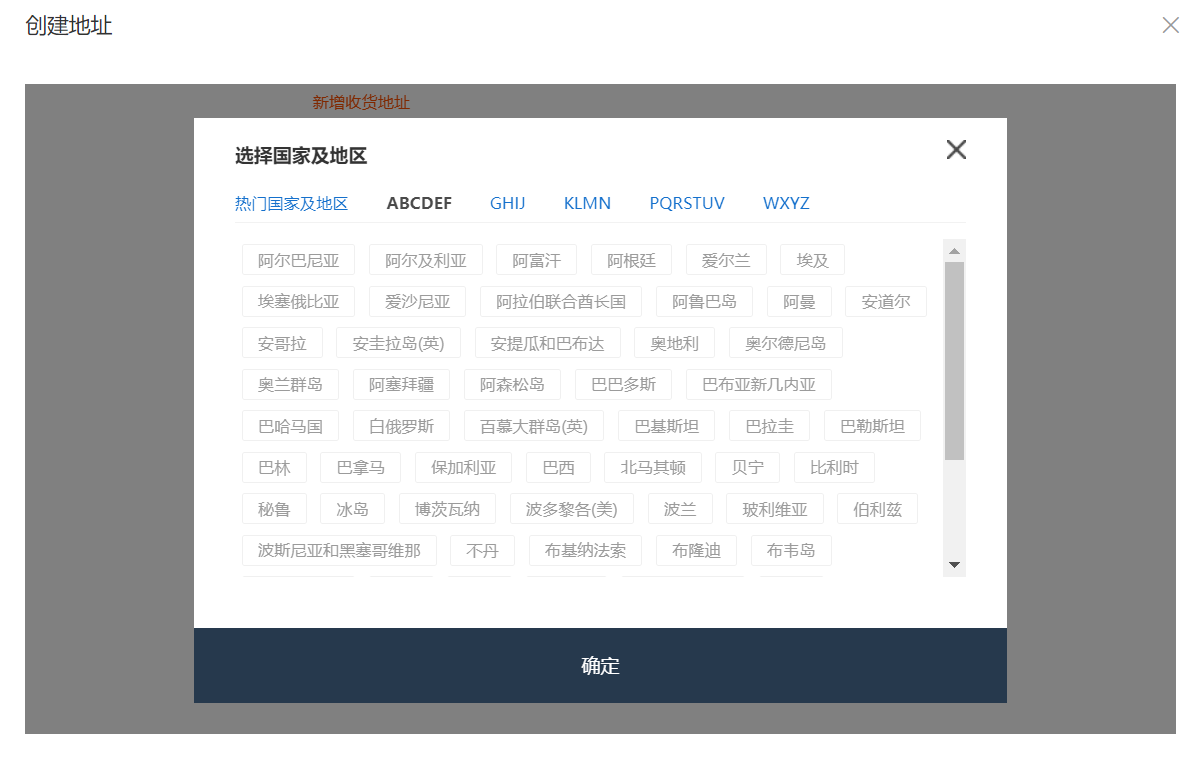 创建地址
新增收货地址
选择国家及地区
热门国家及地区 ABCDEF GHIJ KLMN PQRSTUV WXYZ
阿尔巴尼亚 阿尔及利亚 阿富汗 阿根廷 爱尔兰 埃及
埃塞俄比亚 爱沙尼亚 阿拉伯联合酋长国 阿鲁巴岛 阿曼 安道尔
安哥拉 安圭拉岛(英) 安提瓜和巴布达 奥地利 奥尔德尼岛
奥兰群岛 阿塞拜疆 阿森松岛 巴巴多斯 巴布亚新几内亚
巴哈马国 白俄罗斯 百慕大群岛(英) 巴基斯坦 巴拉圭 巴勒斯坦
巴林 巴拿马 保加利亚 巴西 北马其顿 贝宁 比利时
秘鲁 冰岛 博茨瓦纳 波多黎各(美) 波兰 玻利维亚 伯利兹
波斯尼亚和黑塞哥维那 不丹 布基纳法索 布隆迪 布韦岛
确定